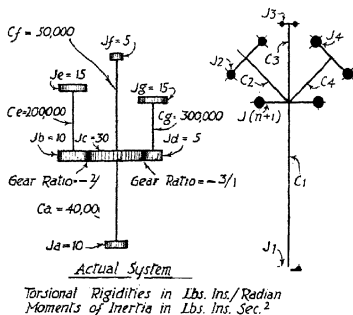 Cf = 50,000
Jf = 5
Je = 15
Jg = 15
Ce = 200,000
Cg = 300,000
Jb = 10
Jc = 30
Jd = 5
Gear Ratio = -2/1
Gear Ratio = -3/1
Ca = 40,00
Ja = 10
Actual System
J3
J4
J2
C3
C2
C4
J(n+1)
C1
J1
Torsional Rigidities in Lbs. Ins./Radian
Moments of Inertia in Lbs. Ins. Sec.²